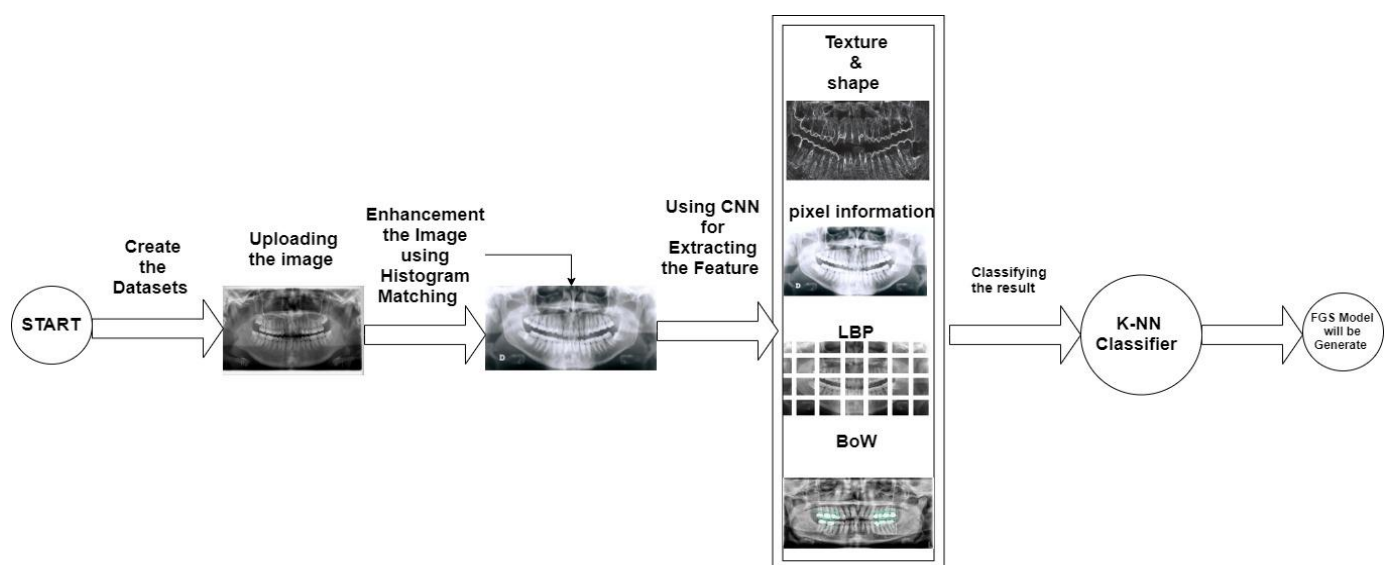 START
Create
the
Datasets
Uploading
the image
Enhancement
the Image
using
Histogram
Matching
D
Using CNN
for
Extracting
the Feature
Texture
&
shape
pixel information
D
LBP
BoW
Classifying
the result
K-NN
Classifier
FGS Model
will be
Generate